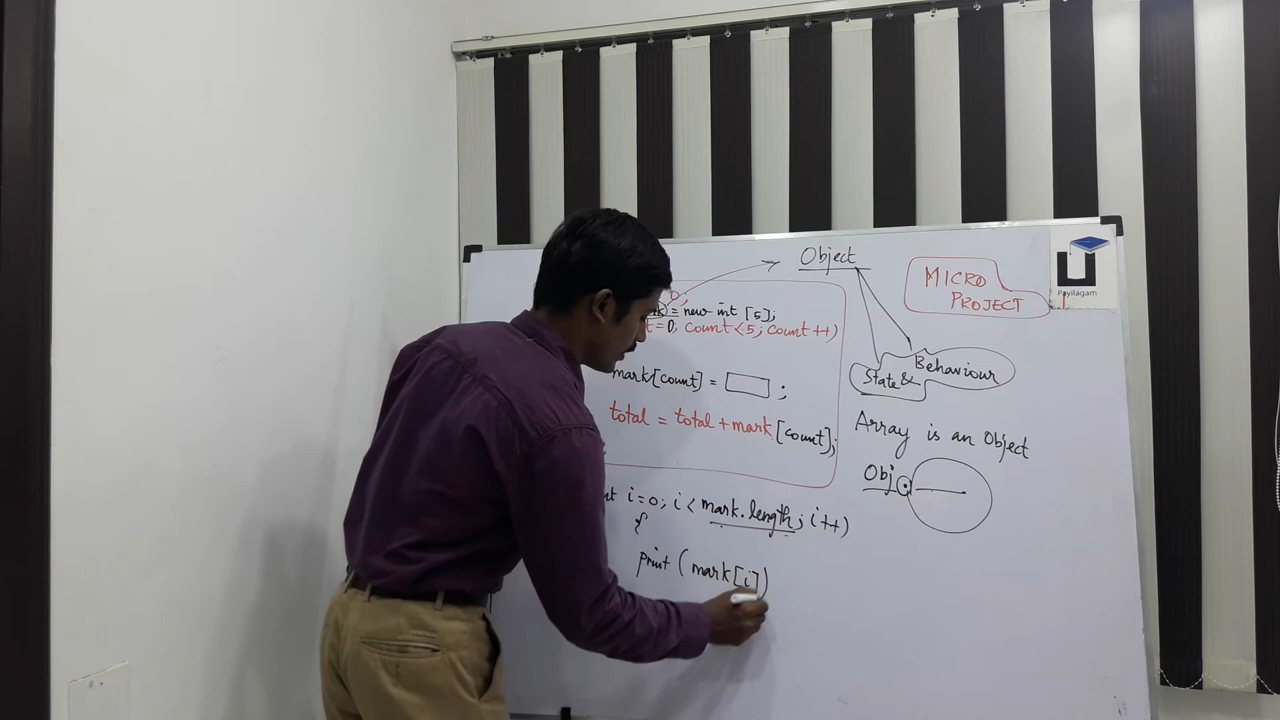 Object
MICRO
PROJECT
Payilagam
= new int [5];
= 0; count < 5; count ++)
mark[count] = ;
total = total + mark [count];
State &
Behaviour
Array is an Object
Obj
i = 0; i < mark.length; i ++)
{
print ( mark[i])